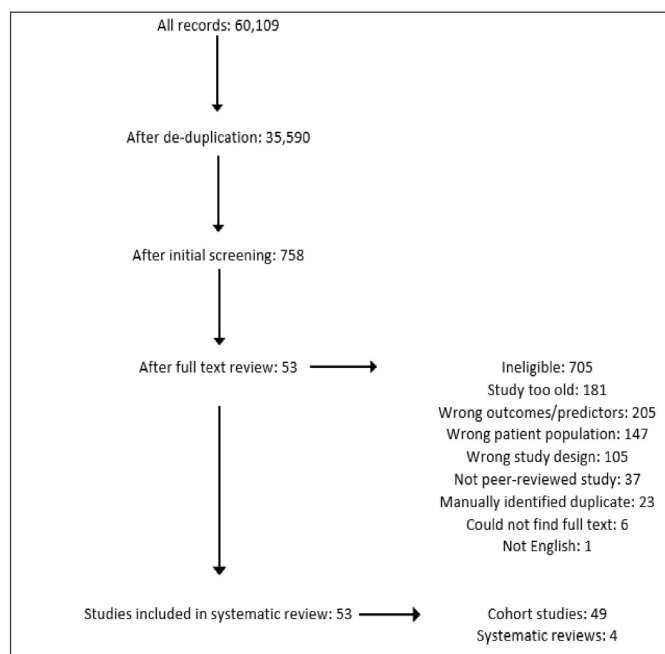 All records: 60,109
After de-duplication: 35,590
After initial screening: 758
After full text review: 53
Ineligible: 705
Study too old: 181
Wrong outcomes/predictors: 205
Wrong patient population: 147
Wrong study design: 105
Not peer-reviewed study: 37
Manually identified duplicate: 23
Could not find full text: 6
Not English: 1
Studies included in systematic review: 53
Cohort studies: 49
Systematic reviews: 4